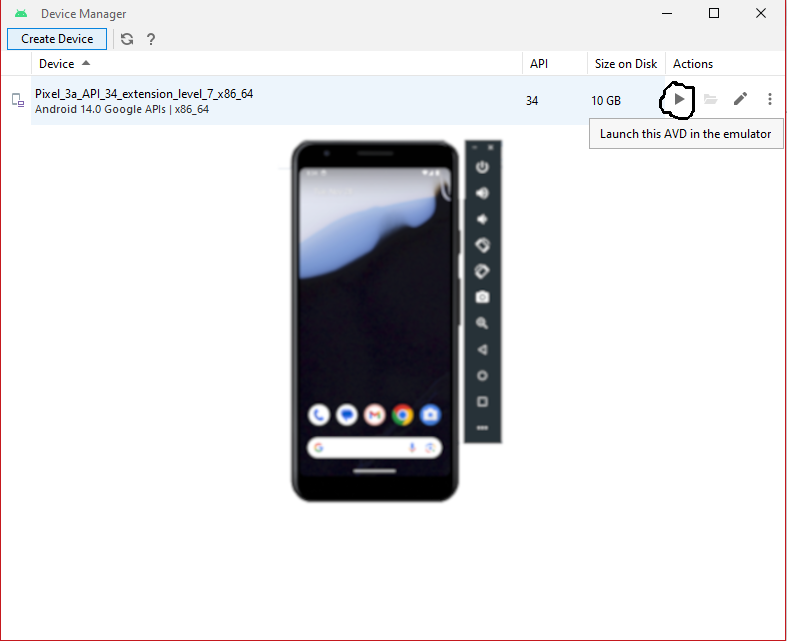 Device Manager
Create Device
?
Device API Size on Disk Actions
Pixel_3a_API_34_extension_level_7_x86_64
Android 14.0 Google APIs | x86_64
34 10 GB
Launch this AVD in the emulator